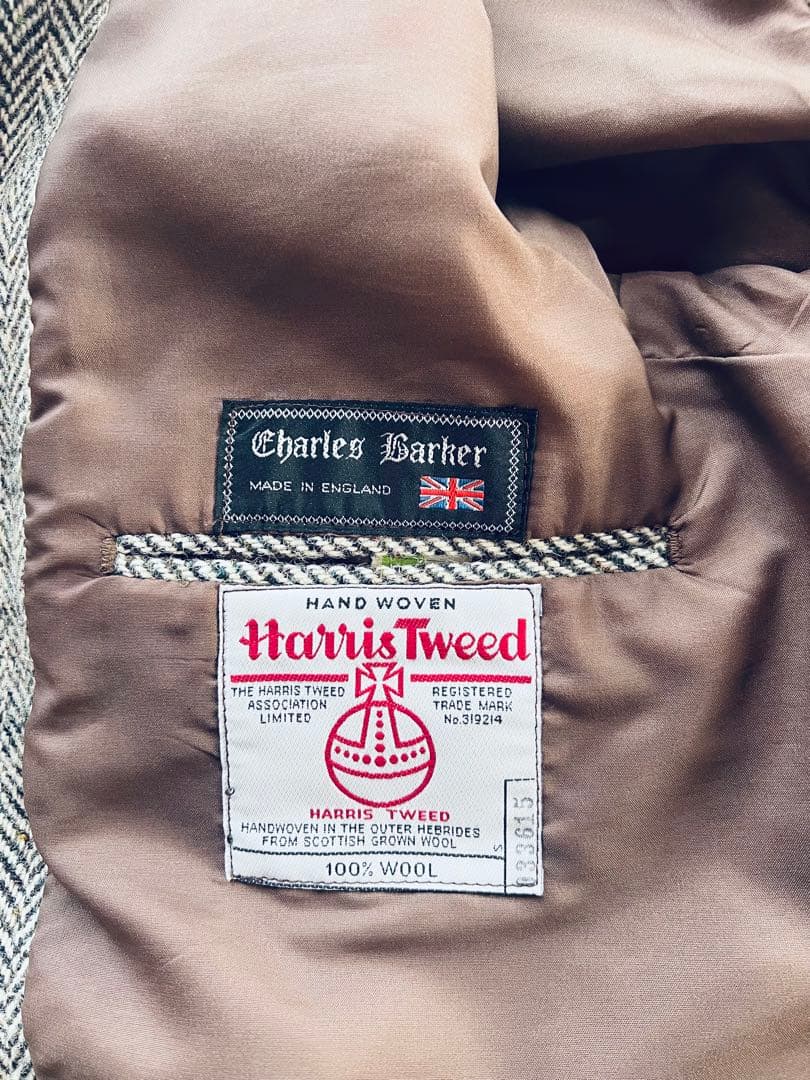 Charles Barker
MADE IN ENGLAND
HAND WOVEN
Harris Tweed
THE HARRIS TWEED
ASSOCIATION
LIMITED
REGISTERED
TRADE MARK
No.319214
HARRIS TWEED
HANDWOVEN IN THE OUTER HEBRIDES
FROM SCOTTISH GROWN WOOL
100% WOOL
S
033615